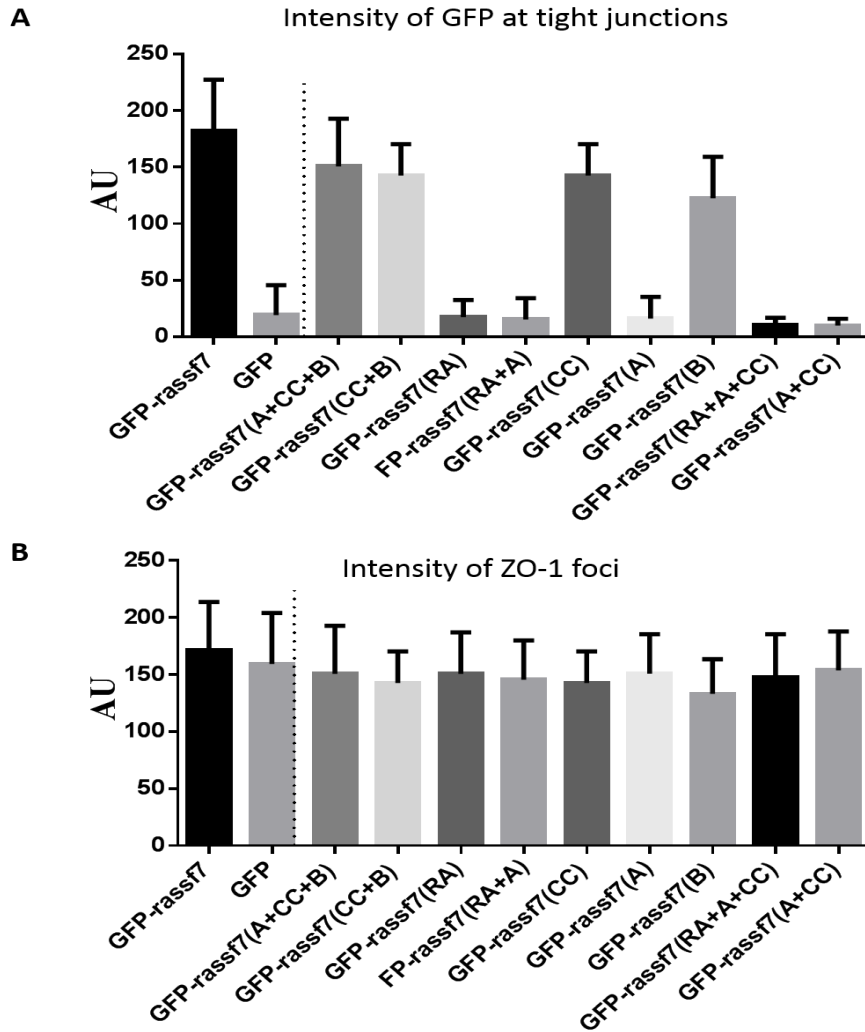 A
Intensity of GFP at tight junctions
250
200
150
100
50
0
AU
GFP-rassf7
GFP
GFP-rassf7(A+CC+B)
GFP-rassf7(CC+B)
GFP-rassf7(RA)
FP-rassf7(RA+A)
GFP-rassf7(CC)
GFP-rassf7(A)
GFP-rassf7(B)
GFP-rassf7(RA+A+CC)
GFP-rassf7(A+CC)
B
Intensity of ZO-1 foci
250
200
150
100
50
0
AU
GFP-rassf7
GFP
GFP-rassf7(A+CC+B)
GFP-rassf7(CC+B)
GFP-rassf7(RA)
FP-rassf7(RA+A)
GFP-rassf7(CC)
GFP-rassf7(A)
GFP-rassf7(B)
GFP-rassf7(RA+A+CC)
GFP-rassf7(A+CC)